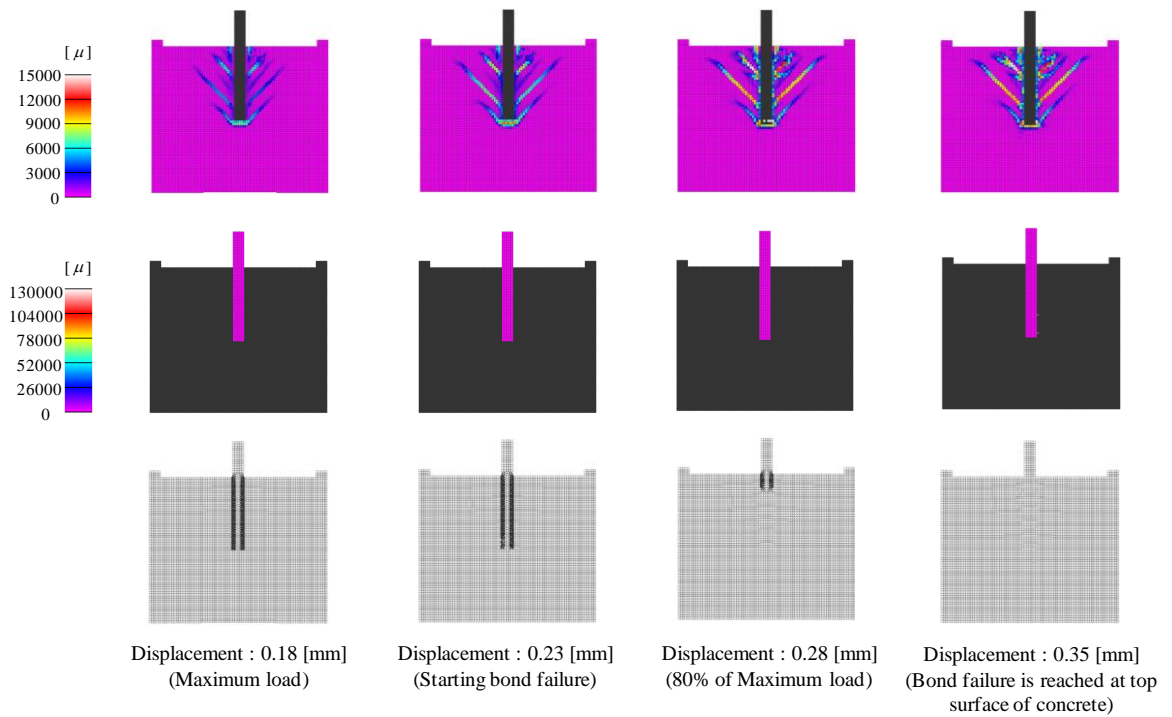 [ μ ]
15000
12000
9000
6000
3000
0
[ μ ]
130000
104000
78000
52000
26000
0
Displacement : 0.18 [mm]
(Maximum load)
Displacement : 0.23 [mm]
(Starting bond failure)
Displacement : 0.28 [mm]
(80% of Maximum load)
Displacement : 0.35 [mm]
(Bond failure is reached at top
surface of concrete)